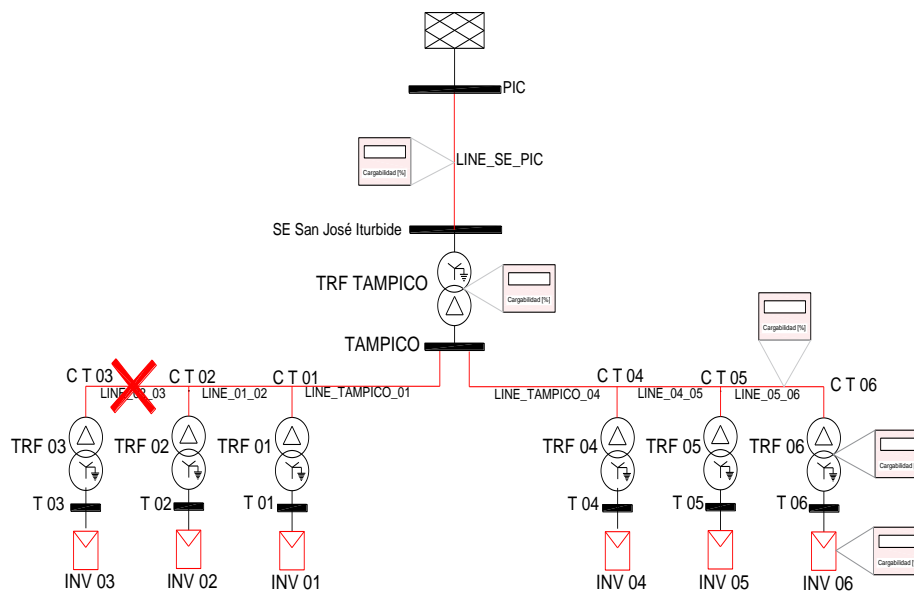 PIC
LINE_SE_PIC
Cargabilidad [%]
SE San José Iturbide
TRF TAMPICO
Cargabilidad [%]
TAMPICO
Cargabilidad [%]
C T 03
C T 02
C T 01
C T 04
C T 05
C T 06
LINE_02_03
LINE_01_02
LINE_TAMPICO_01
LINE_TAMPICO_04
LINE_04_05
LINE_05_06
TRF 03
TRF 02
TRF 01
TRF 04
TRF 05
TRF 06
Cargabilidad [%]
T 03
T 02
T 01
T 04
T 05
T 06
Cargabilidad [%]
INV 03
INV 02
INV 01
INV 04
INV 05
INV 06